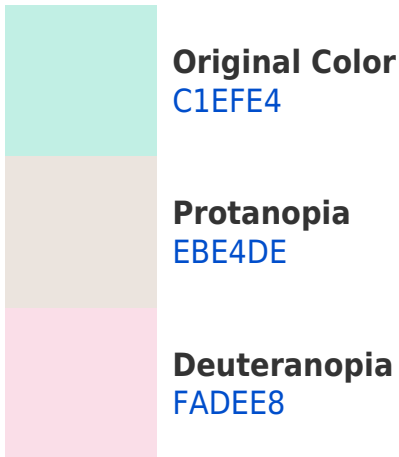 Original Color
C1EFE4
Protanopia
EBE4DE
Deuteranopia
FADEE8